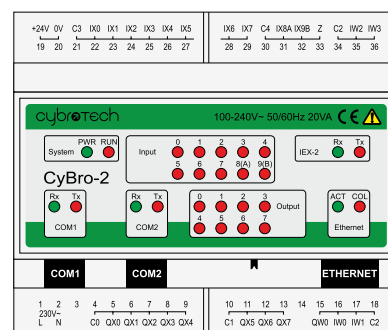 +24V 0V C3 IX0 IX1 IX2 IX3 IX4 IX5 IX6 IX7 C4 IX8A IX9B Z C2 IW2 IW3
19 20 21 22 23 24 25 26 27 28 29 30 31 32 33 34 35 36
cybrotech 100-240V~ 50/60Hz 20VA CE
System PWR RUN
Input 0 1 2 3 4
5 6 7 8(A) 9(B)
IEX-2 Rx Tx
CyBro-2
Rx Tx
COM1
Rx Tx
COM2
0 1 2 3 Output
4 5 6 7
ACT COL
Ethernet
COM1 COM2 ETHERNET
1 2 3 4 5 6 7 8 9 10 11 12 13 14 15 16 17 18
230V~
L N C0 QX0 QX1 QX2 QX3 QX4 C1 QX5 QX6 QX7 QW0 IW0 IW1 C2